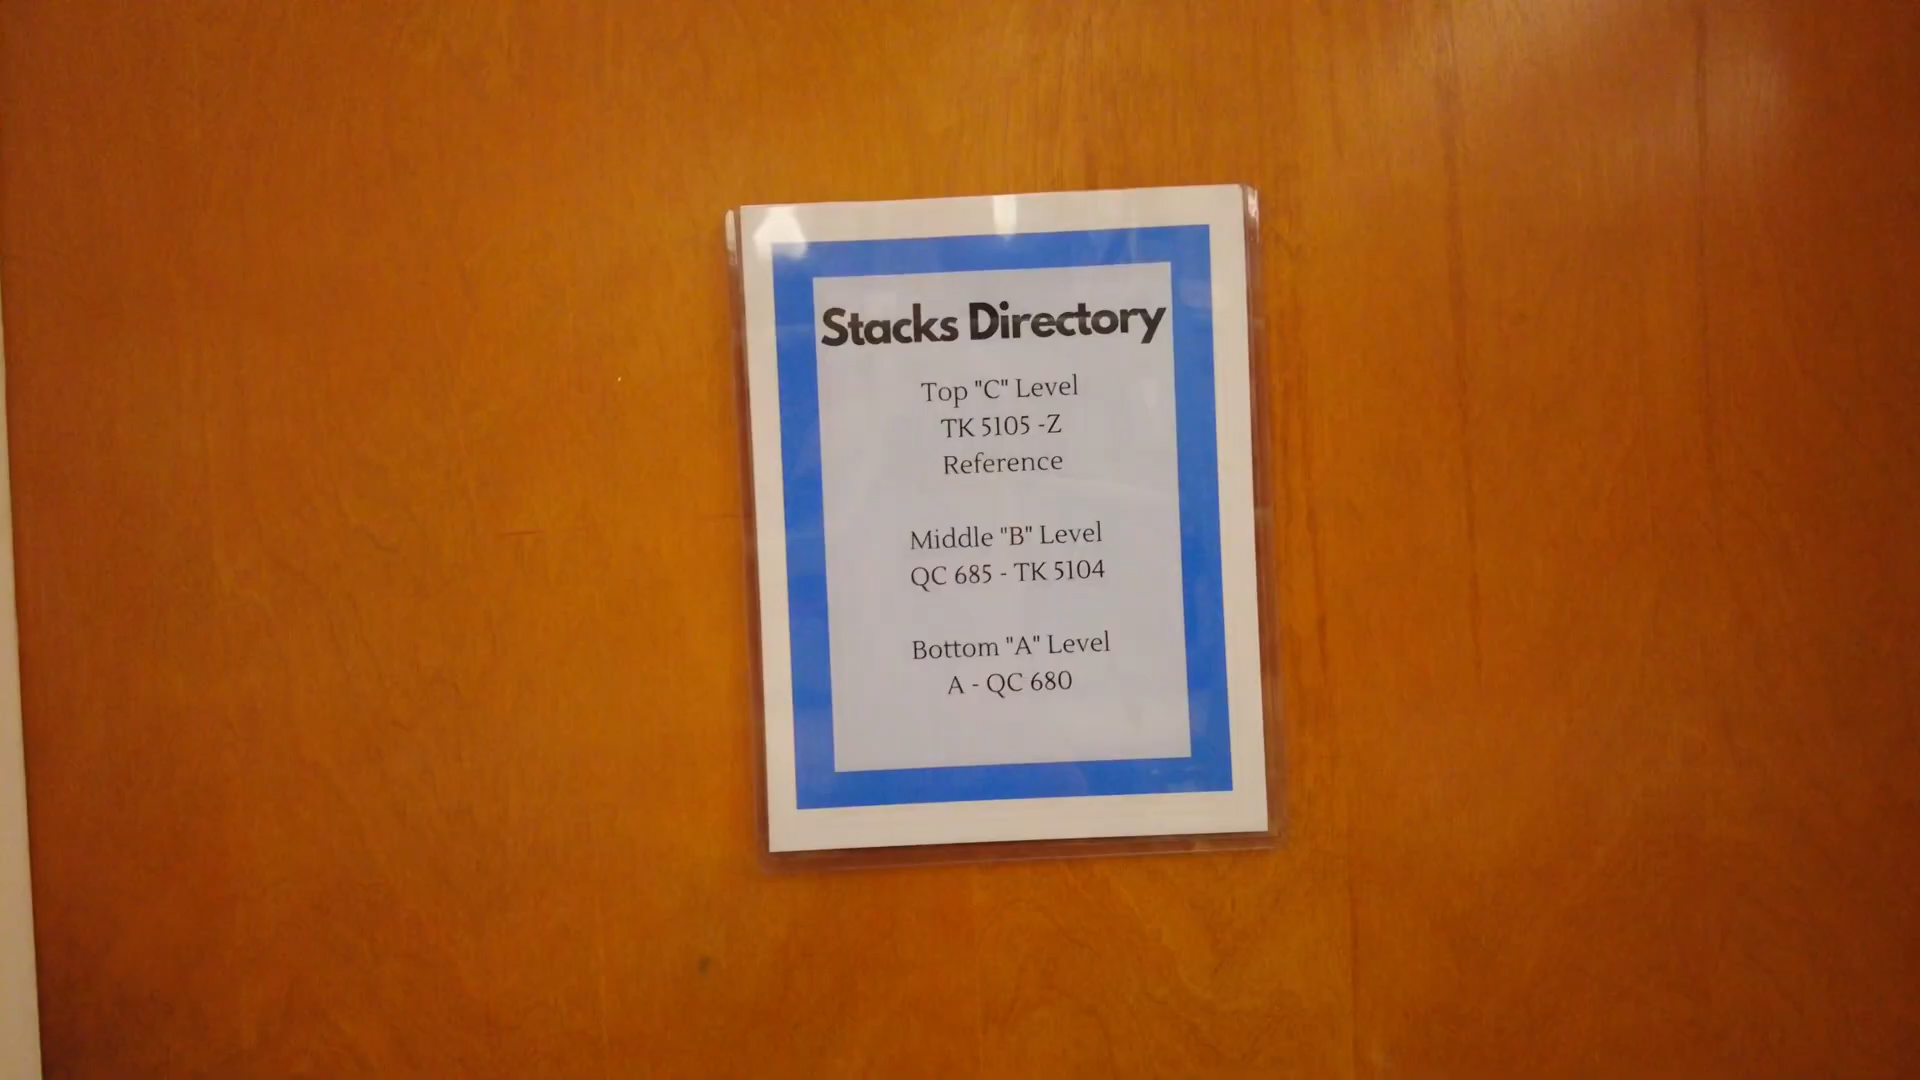 Stacks Directory
Top "C" Level
TK 5105 -Z
Reference
Middle "B" Level
QC 685 - TK 5104
Bottom "A" Level
A - QC 680